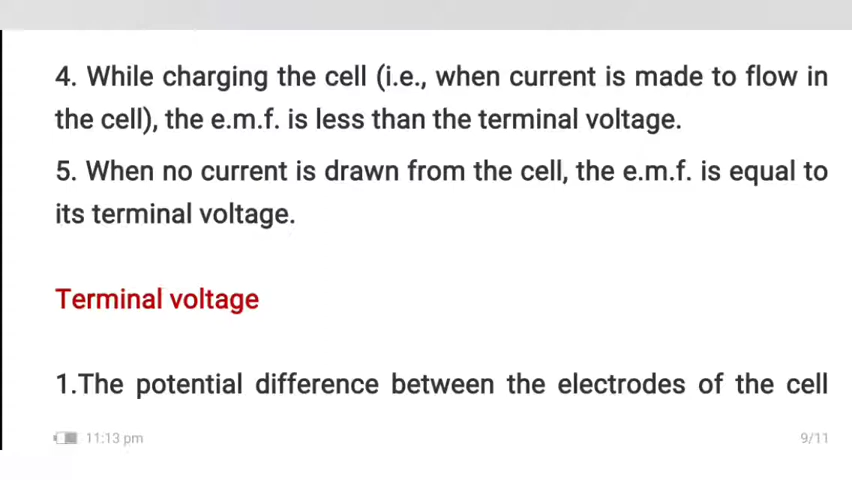 4. While charging the cell (i.e., when current is made to flow in
the cell), the e.m.f. is less than the terminal voltage.
5. When no current is drawn from the cell, the e.m.f. is equal to
its terminal voltage.
Terminal voltage
1.The potential difference between the electrodes of the cell
11:13 pm
9/11